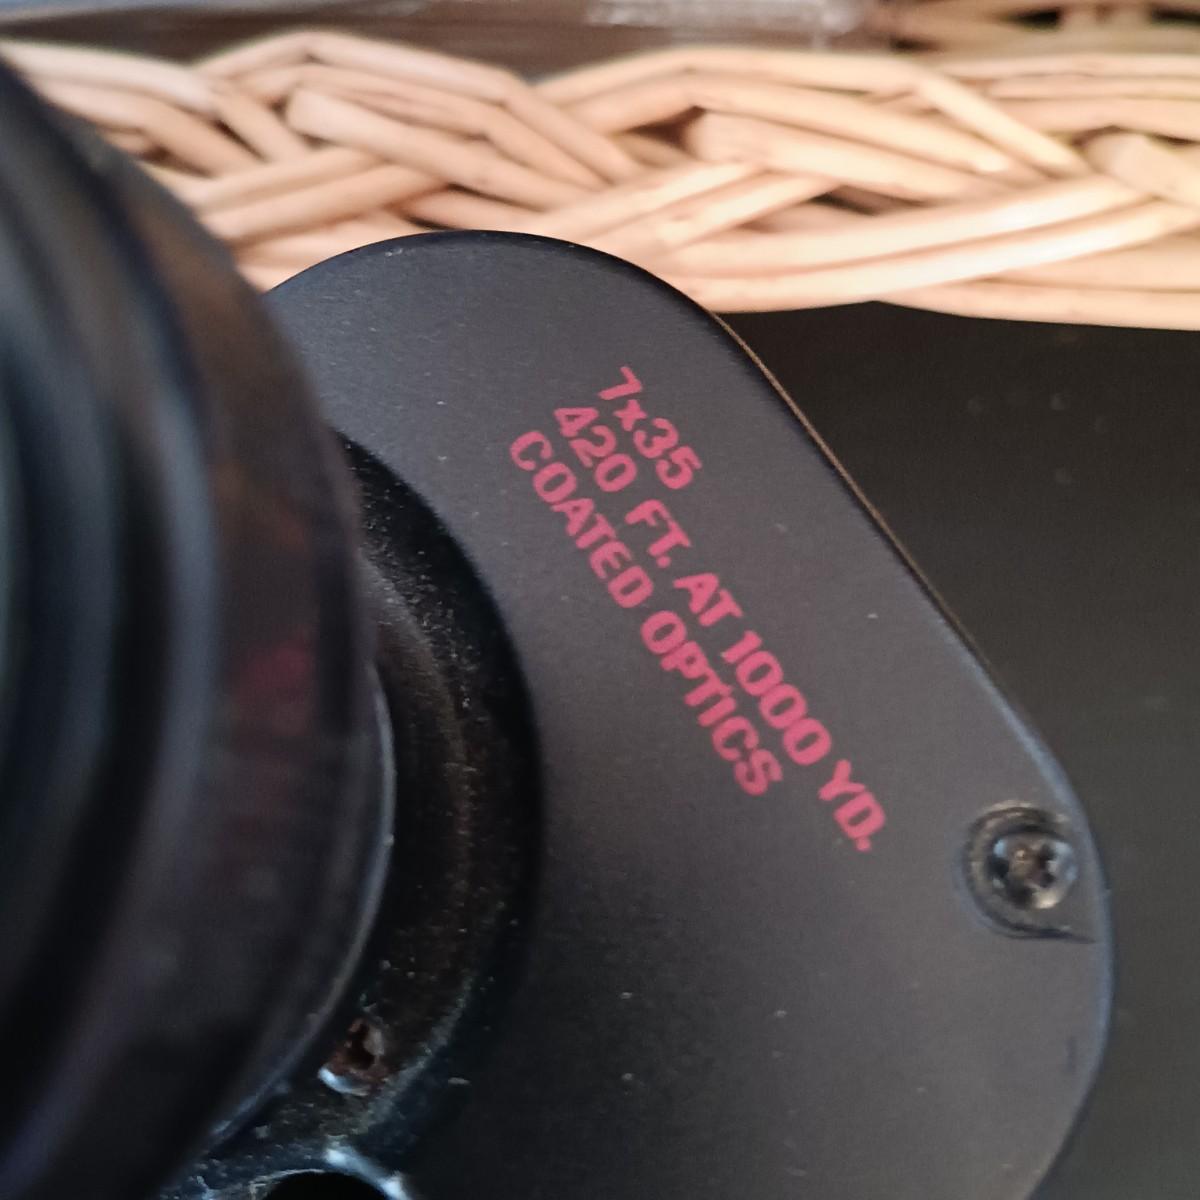 7x35
420 FT. AT 1000 YD.
COATED OPTICS